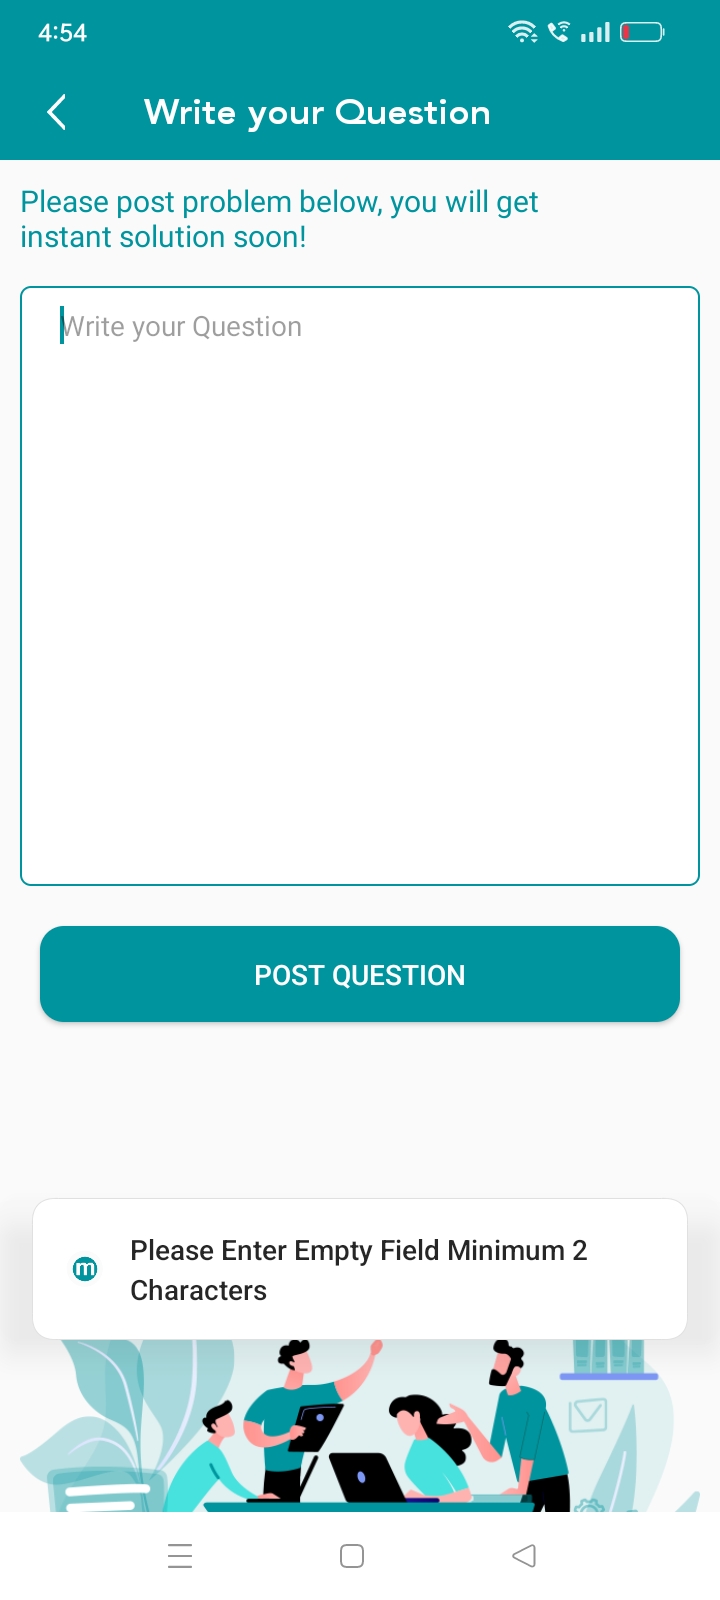 4:54
Write your Question
Please post problem below, you will get
instant solution soon!
Write your Question
POST QUESTION
m
Please Enter Empty Field Minimum 2
Characters